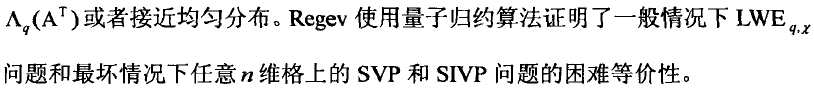 Λq(Aᵀ)或者接近均匀分布。Regev 使用量子归约算法证明了一般情况下 LWE q,χ
问题和最坏情况下任意 n 维格上的 SVP 和 SIVP 问题的困难等价性。